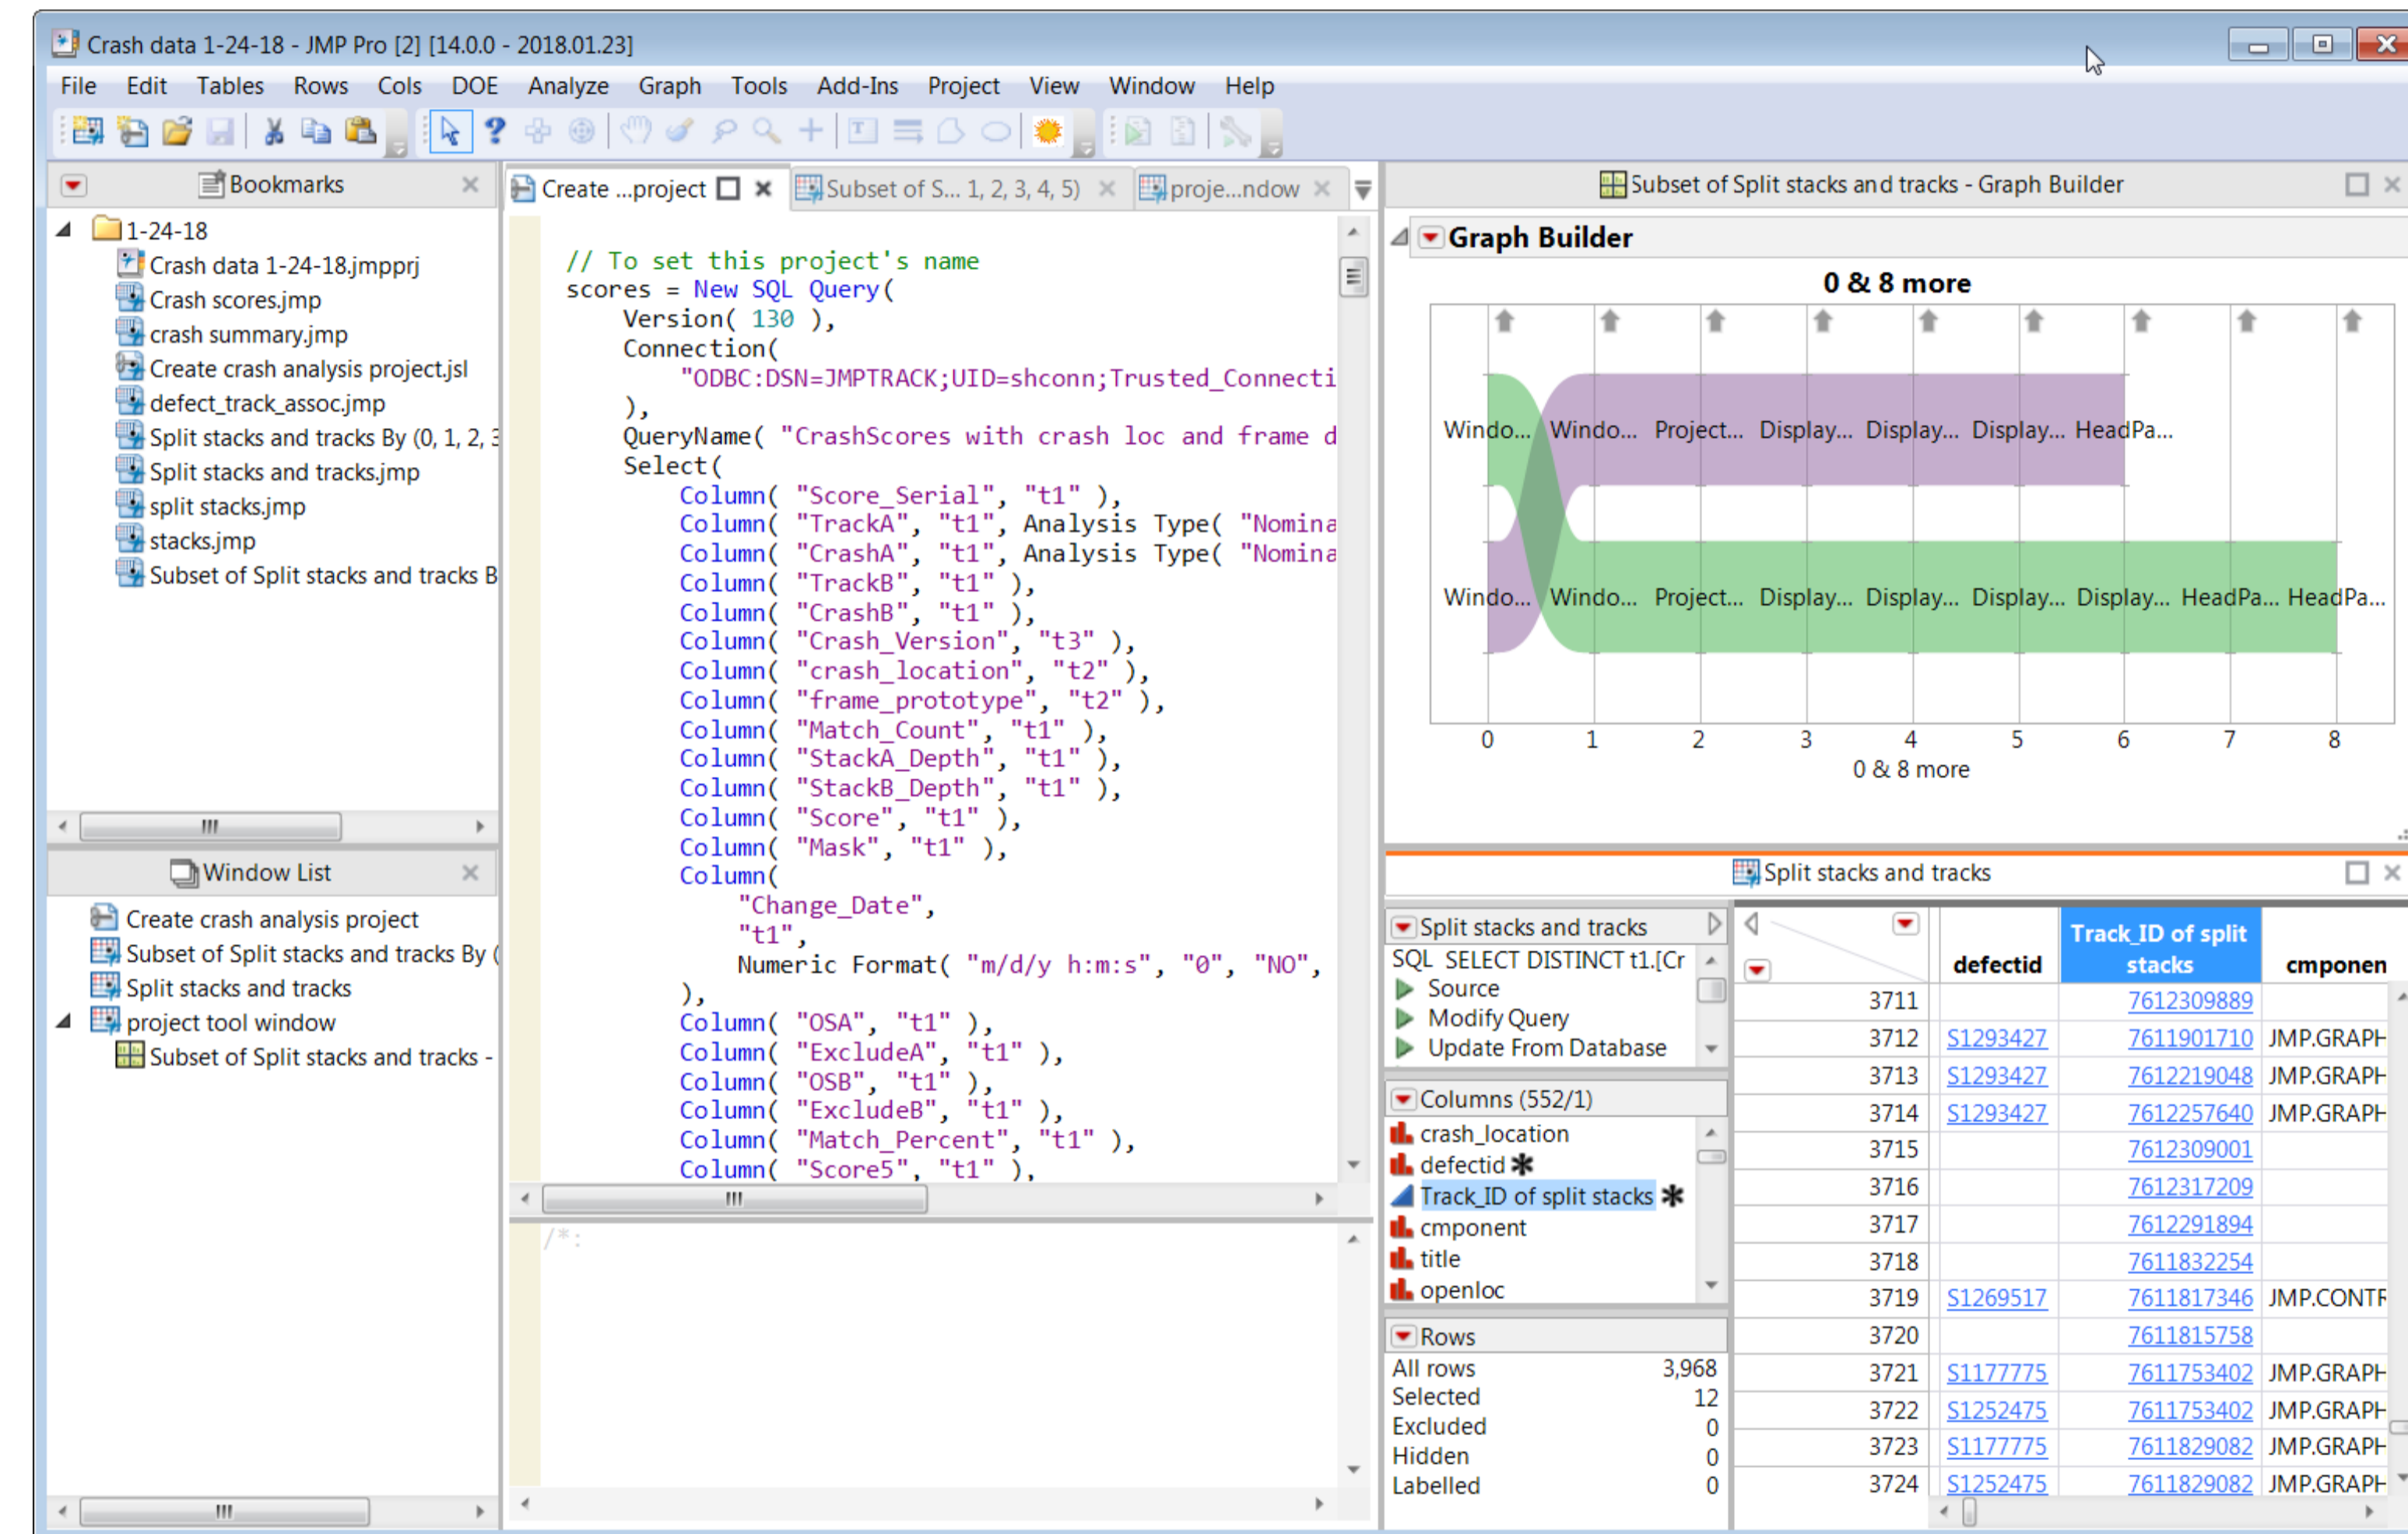 Crash data 1-24-18 - JMP Pro [2] [14.0.0 - 2018.01.23]
File Edit Tables Rows Cols DOE Analyze Graph Tools Add-Ins Project View Window Help
Bookmarks
1-24-18
Crash data 1-24-18.jmpprj
Crash scores.jmp
crash summary.jmp
Create crash analysis project.jsl
defect_track_assoc.jmp
Split stacks and tracks By (0, 1, 2, 3
Split stacks and tracks.jmp
split stacks.jmp
stacks.jmp
Subset of Split stacks and tracks B
Window List
Create crash analysis project
Subset of Split stacks and tracks By (
Split stacks and tracks
project tool window
Subset of Split stacks and tracks -
Create ...project
Subset of S... 1, 2, 3, 4, 5)
proje...ndow
// To set this project's name
scores = New SQL Query(
Version( 130 ),
Connection(
"ODBC:DSN=JMPTRACK;UID=shconn;Trusted_Connecti
),
QueryName( "CrashScores with crash loc and frame d
Select(
Column( "Score_Serial", "t1" ),
Column( "TrackA", "t1", Analysis Type( "Nomina
Column( "CrashA", "t1", Analysis Type( "Nomina
Column( "TrackB", "t1" ),
Column( "CrashB", "t1" ),
Column( "Crash_Version", "t3" ),
Column( "crash_location", "t2" ),
Column( "frame_prototype", "t2" ),
Column( "Match_Count", "t1" ),
Column( "StackA_Depth", "t1" ),
Column( "StackB_Depth", "t1" ),
Column( "Score", "t1" ),
Column( "Mask", "t1" ),
Column(
"Change_Date",
"t1",
Numeric Format( "m/d/y h:m:s", "0", "NO",
),
Column( "OSA", "t1" ),
Column( "ExcludeA", "t1" ),
Column( "OSB", "t1" ),
Column( "ExcludeB", "t1" ),
Column( "Match_Percent", "t1" ),
Column( "Score5", "t1" ),
/*:
Subset of Split stacks and tracks - Graph Builder
Graph Builder
0 & 8 more
Windo... Windo... Project... Display... Display... Display... HeadPa...
Windo... Windo... Project... Display... Display... Display... Display... HeadPa... HeadPa...
0 1 2 3 4 5 6 7 8
0 & 8 more
Split stacks and tracks
Split stacks and tracks
SQL SELECT DISTINCT t1.[Cr
Source
Modify Query
Update From Database
Columns (552/1)
crash_location
defectid
Track_ID of split stacks
cmponent
title
openloc
Rows
All rows 3,968
Selected 12
Excluded 0
Hidden 0
Labelled 0
defectid Track_ID of split stacks cmponen
3711 7612309889
3712 S1293427 7611901710 JMP.GRAPH
3713 S1293427 7612219048 JMP.GRAPH
3714 S1293427 7612257640 JMP.GRAPH
3715 7612309001
3716 7612317209
3717 7612291894
3718 7611832254
3719 S1269517 7611817346 JMP.CONTR
3720 7611815758
3721 S1177775 7611753402 JMP.GRAPH
3722 S1252475 7611753402 JMP.GRAPH
3723 S1177775 7611829082 JMP.GRAPH
3724 S1252475 7611829082 JMP.GRAPH